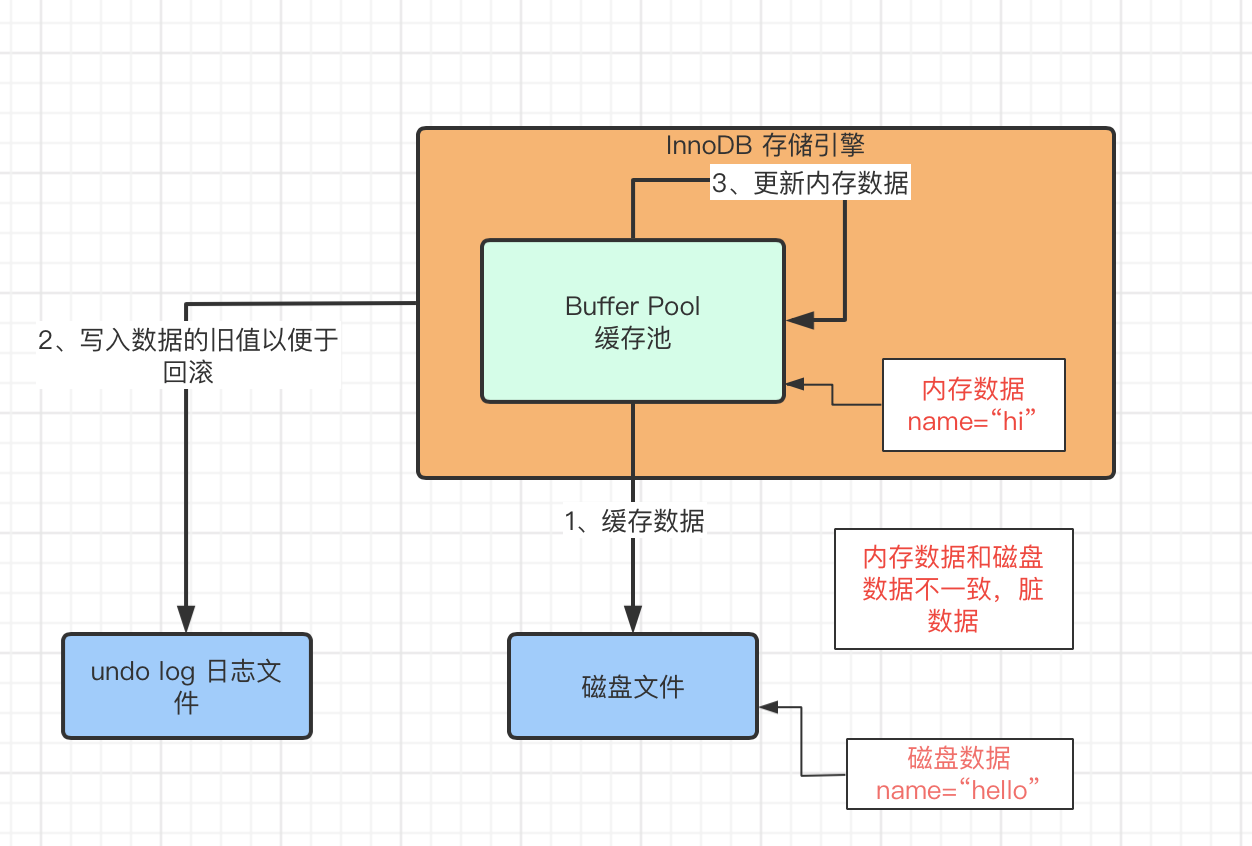 InnoDB 存储引擎
3、更新内存数据
Buffer Pool
缓存池
2、写入数据的旧值以便于
回滚
内存数据
name=“hi”
1、缓存数据
内存数据和磁盘
数据不一致，脏
数据
undo log 日志文
件
磁盘文件
磁盘数据
name=“hello”